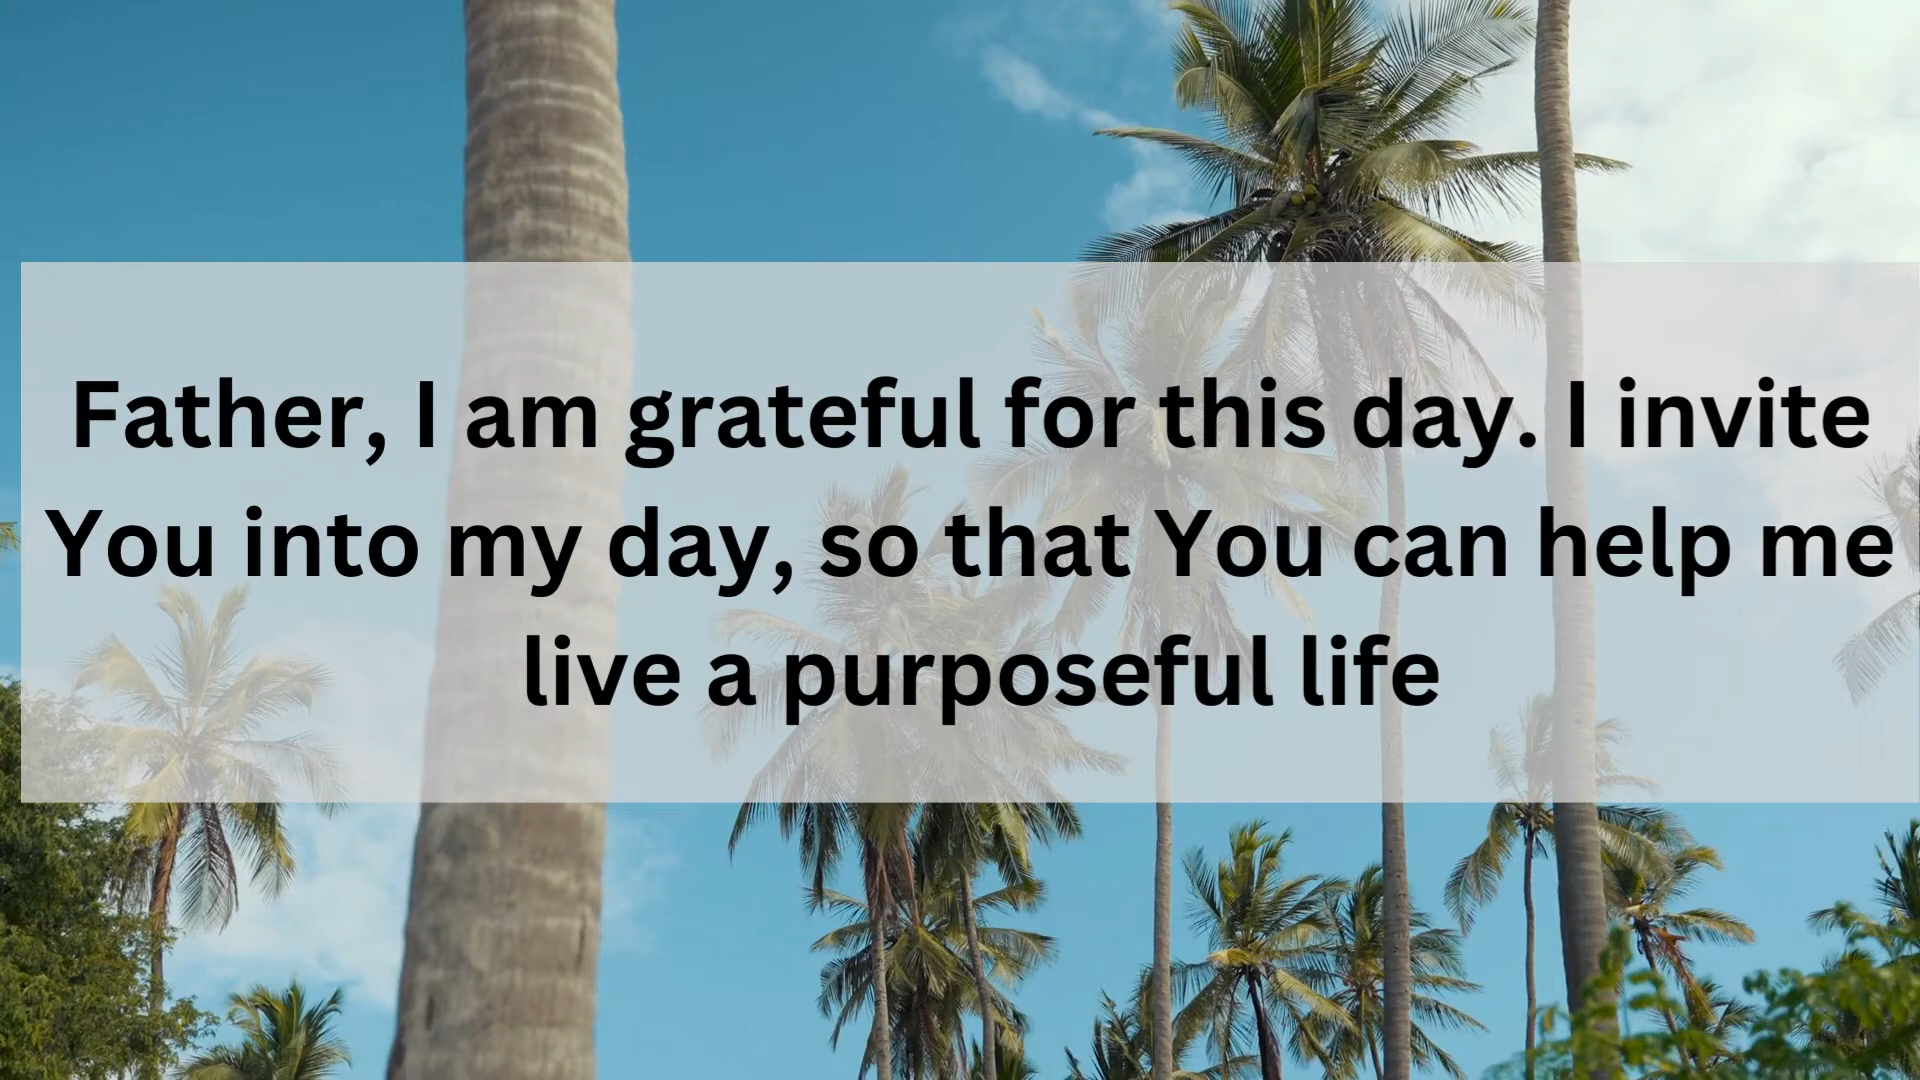 Father, I am grateful for this day. I invite
You into my day, so that You can help me
live a purposeful life